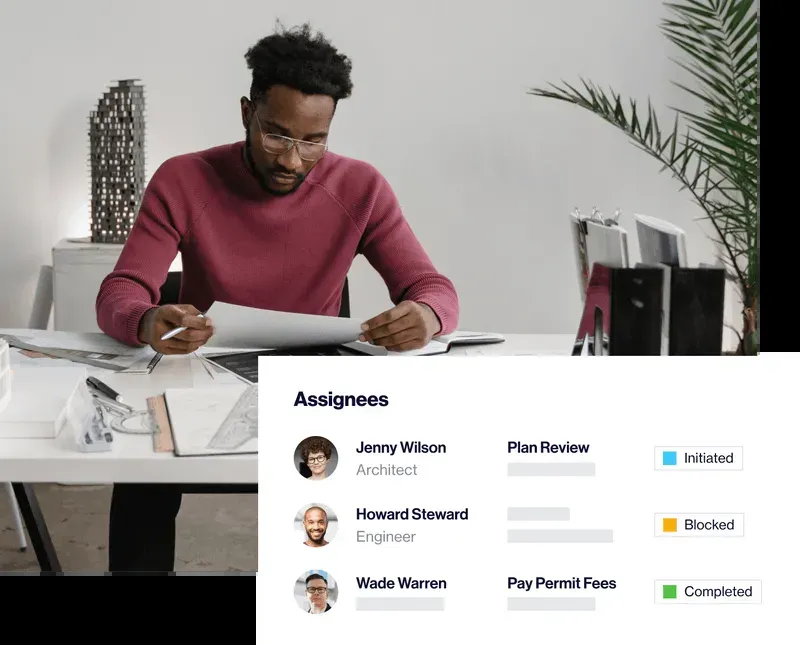 Assignees
Jenny Wilson
Architect
Plan Review
Initiated
Howard Steward
Engineer
Blocked
Wade Warren
Pay Permit Fees
Completed